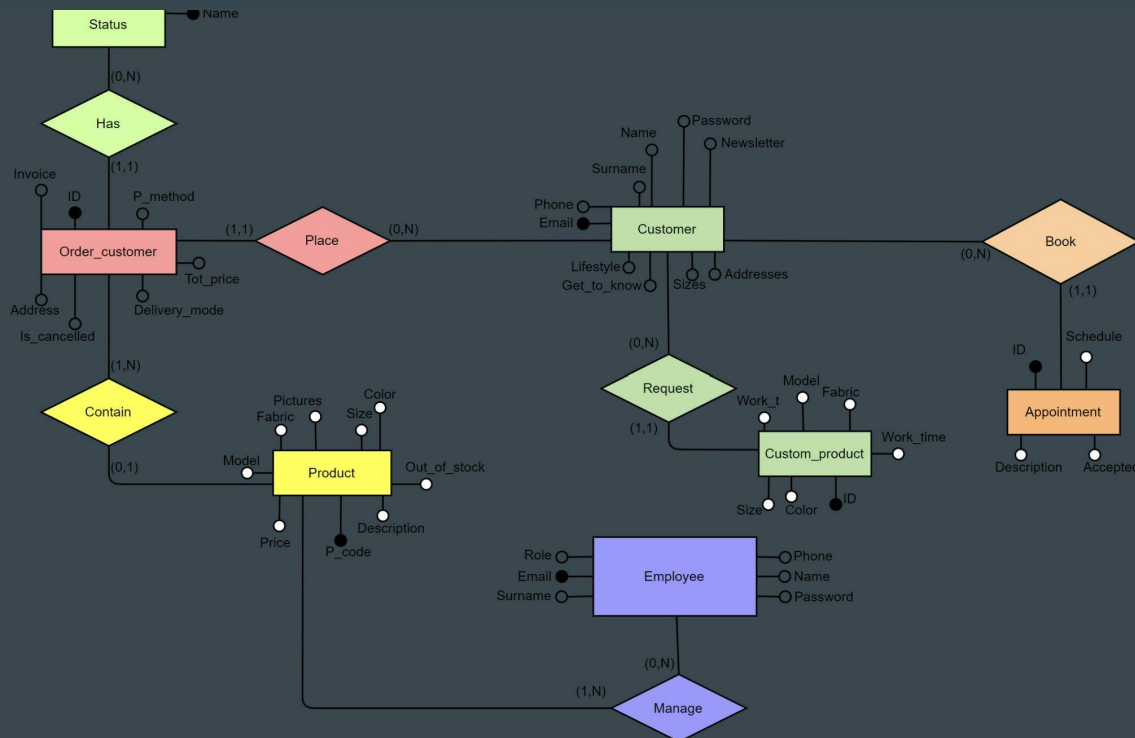 Name
Status
(0,N)
Has
(1,1)
Invoice
ID
P_method
Order_customer
Tot_price
Address
Delivery_mode
Is_cancelled
(1,1)
Place
(0,N)
Password
Name
Newsletter
Surname
Phone
Email
Customer
Lifestyle
Get_to_know
Sizes
Addresses
(0,N)
Book
(1,1)
Schedule
ID
Appointment
Description
Accepted
(0,N)
Request
(1,1)
Model
Work_t
Fabric
Work_time
Custom_product
Size
Color
ID
(1,N)
Contain
(0,1)
Color
Pictures
Fabric
Size
Model
Product
Out_of_stock
Price
Description
P_code
Role
Email
Surname
Employee
Phone
Name
Password
(0,N)
(1,N)
Manage